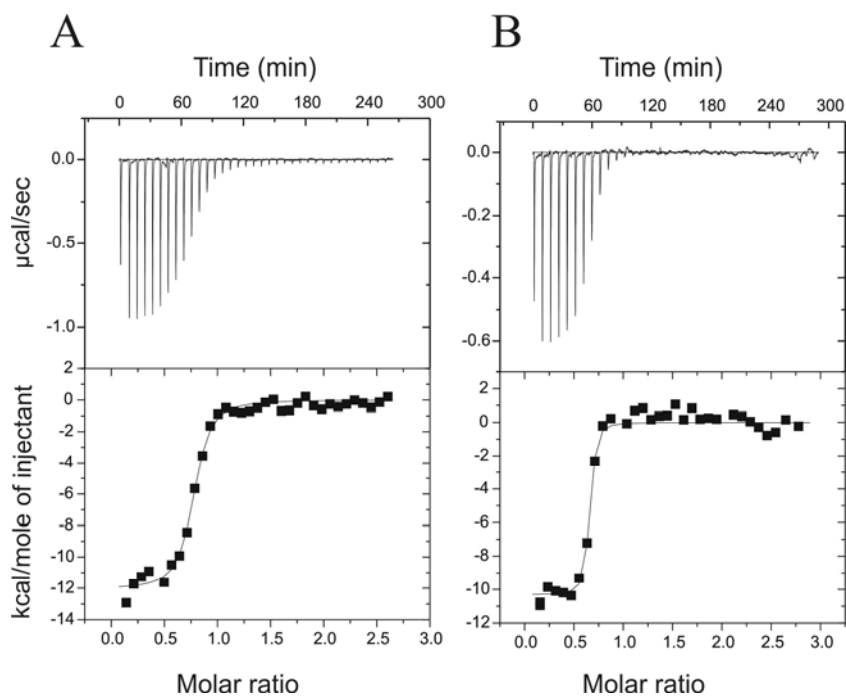 A
Time (min)
0 60 120 180 240 300
0.0
-0.5
-1.0
µcal/sec
2
0
-2
-4
-6
-8
-10
-12
-14
kcal/mole of injectant
0.0 0.5 1.0 1.5 2.0 2.5 3.0
Molar ratio
B
Time (min)
0 60 120 180 240 300
0.0
-0.2
-0.4
-0.6
2
0
-2
-4
-6
-8
-10
-12
0.0 0.5 1.0 1.5 2.0 2.5 3.0
Molar ratio